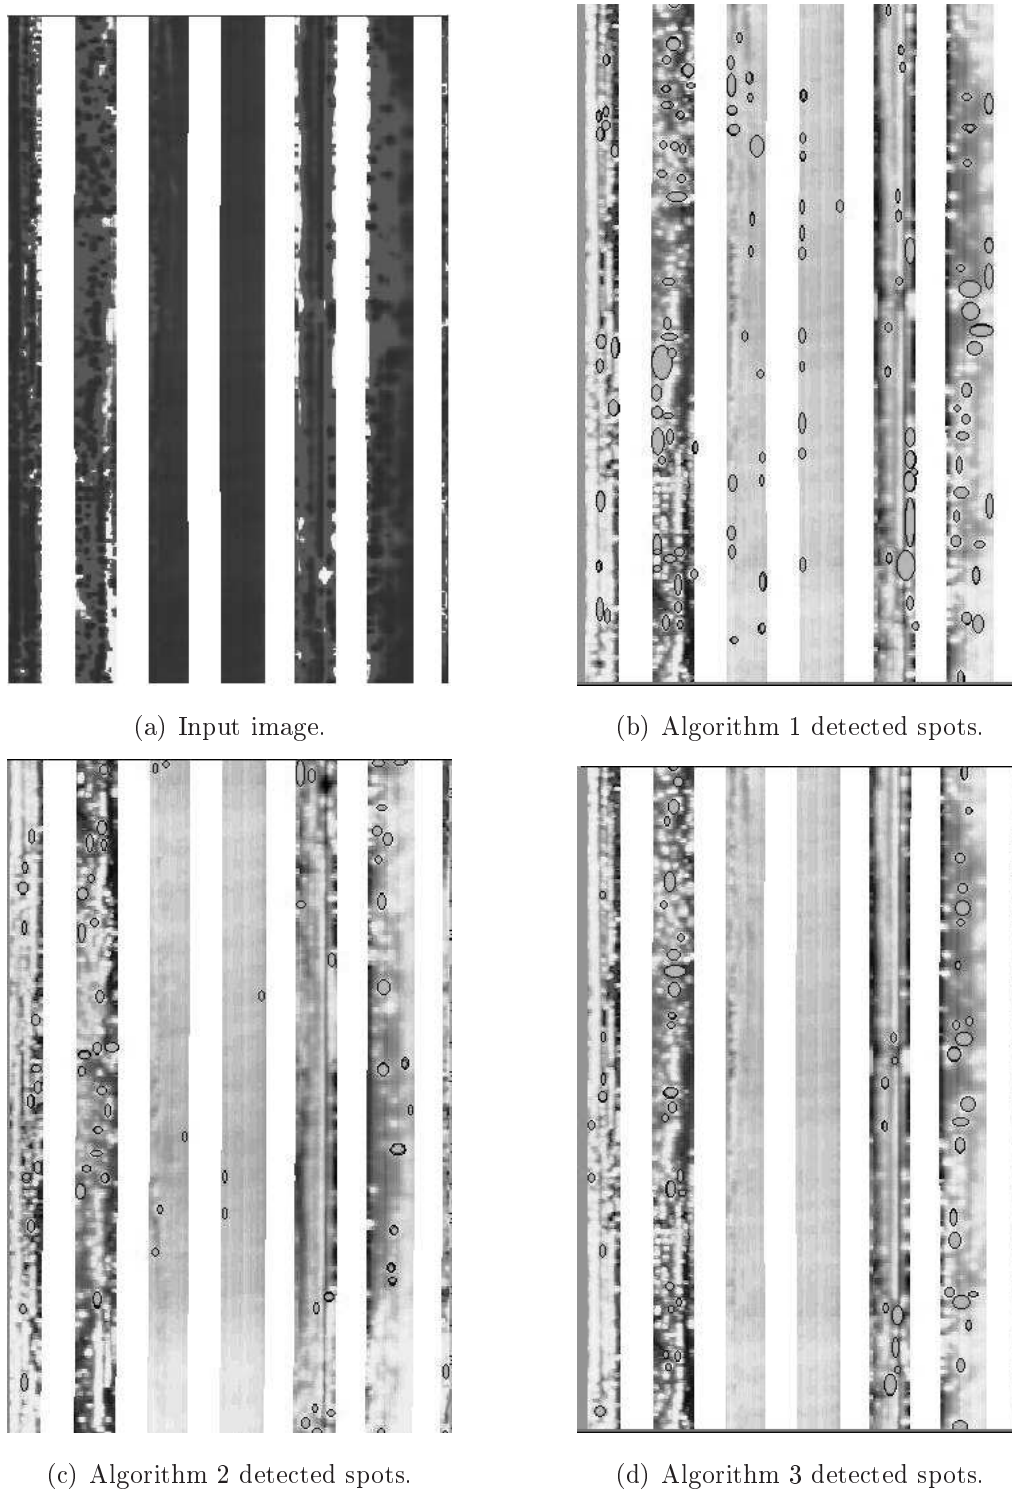 (a) Input image.
(b) Algorithm 1 detected spots.
(c) Algorithm 2 detected spots.
(d) Algorithm 3 detected spots.